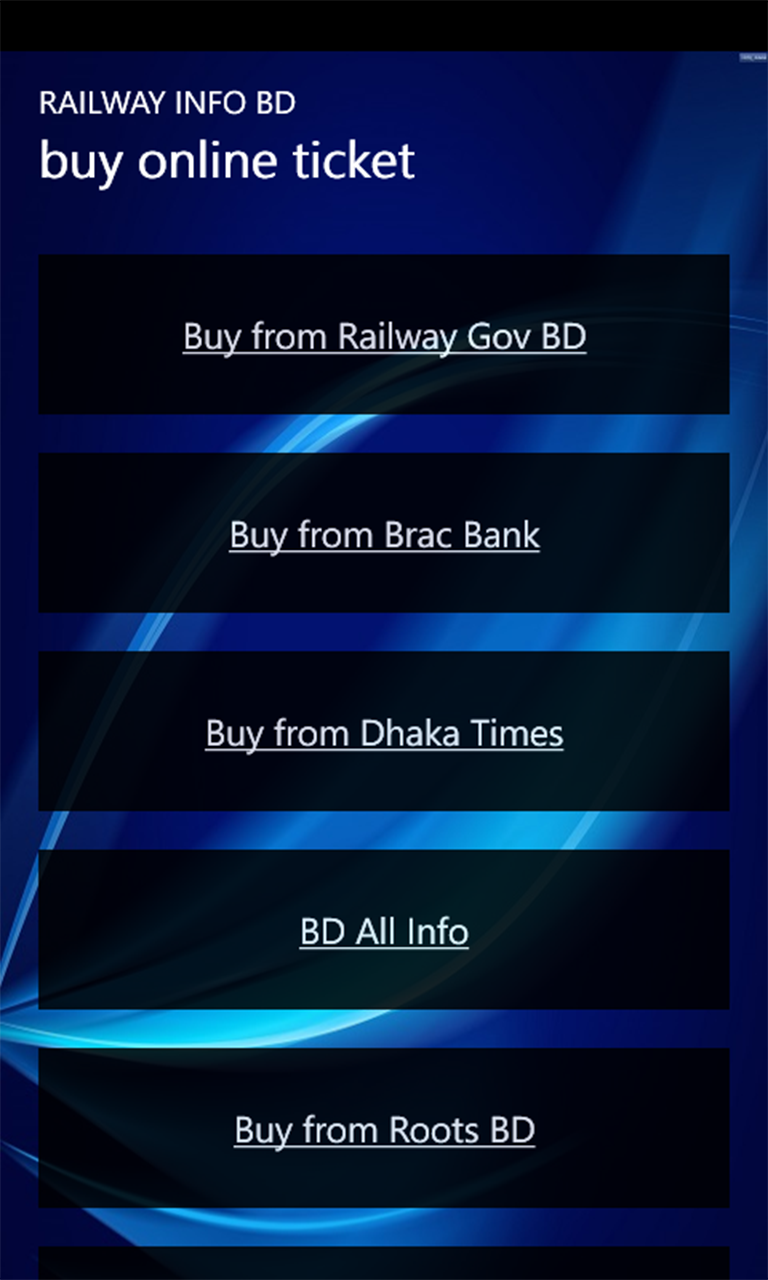 RAILWAY INFO BD
buy online ticket
Buy from Railway Gov BD
Buy from Brac Bank
Buy from Dhaka Times
BD All Info
Buy from Roots BD